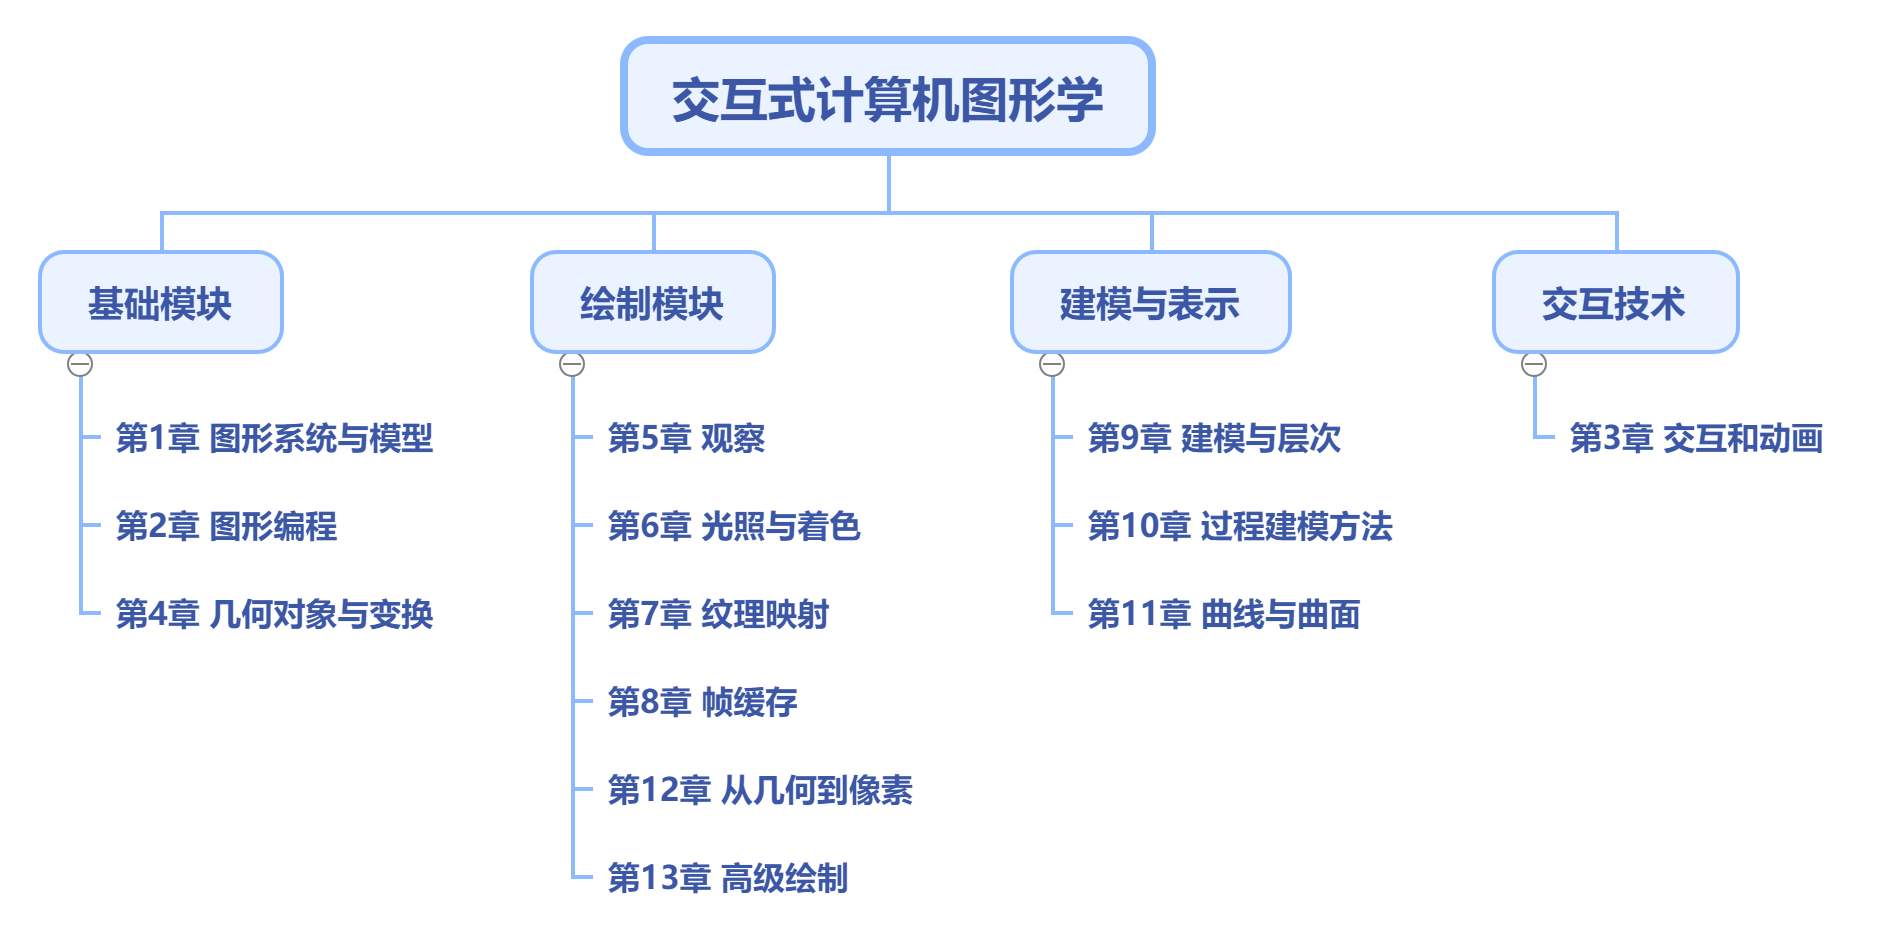 交互式计算机图形学
基础模块
第1章 图形系统与模型
第2章 图形编程
第4章 几何对象与变换
绘制模块
第5章 观察
第6章 光照与着色
第7章 纹理映射
第8章 帧缓存
第12章 从几何到像素
第13章 高级绘制
建模与表示
第9章 建模与层次
第10章 过程建模方法
第11章 曲线与曲面
交互技术
第3章 交互和动画